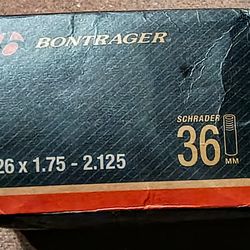 BONTRAGER
SCHRADER
36
MM
26 x 1.75 - 2.125